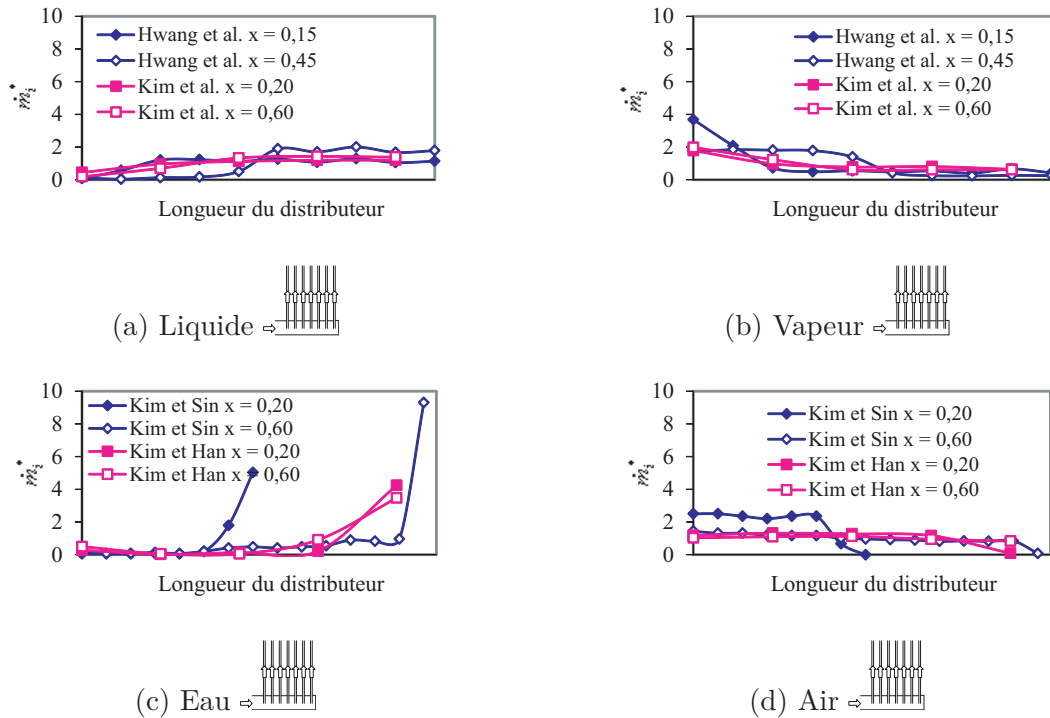 10
8
6
4
2
0
ṁᵢ*
Hwang et al. x = 0,15
Hwang et al. x = 0,45
Kim et al. x = 0,20
Kim et al. x = 0,60
Longueur du distributeur
(a) Liquide
10
8
6
4
2
0
ṁᵢ*
Hwang et al. x = 0,15
Hwang et al. x = 0,45
Kim et al. x = 0,20
Kim et al. x = 0,60
Longueur du distributeur
(b) Vapeur
10
8
6
4
2
0
ṁᵢ*
Kim et Sin x = 0,20
Kim et Sin x = 0,60
Kim et Han x = 0,20
Kim et Han x = 0,60
Longueur du distributeur
(c) Eau
10
8
6
4
2
0
ṁᵢ*
Kim et Sin x = 0,20
Kim et Sin x = 0,60
Kim et Han x = 0,20
Kim et Han x = 0,60
Longueur du distributeur
(d) Air